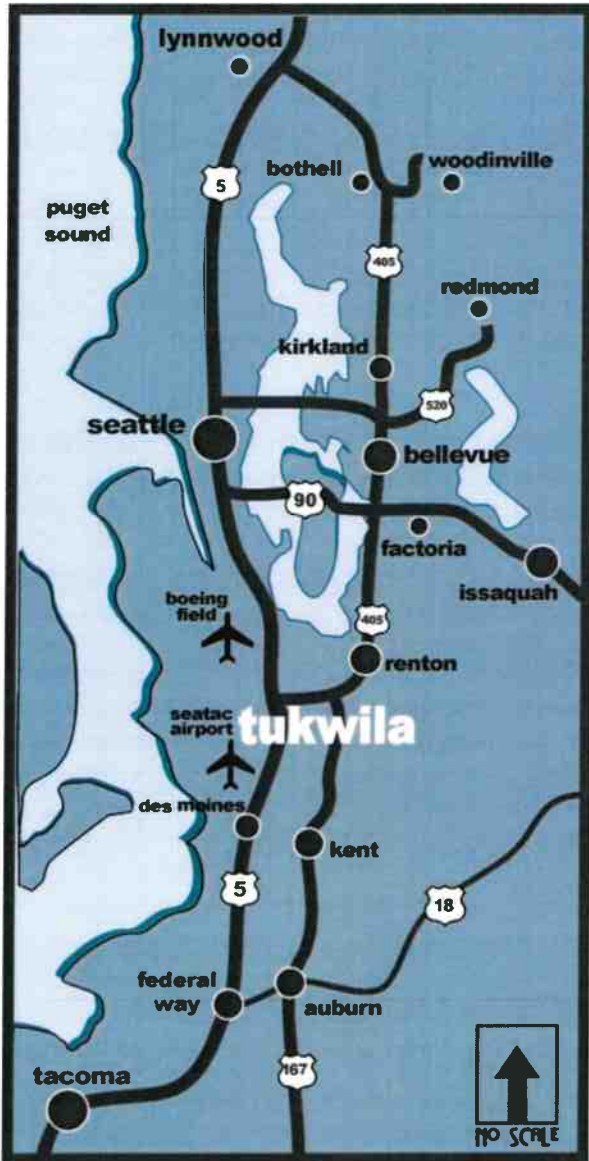 lynnwood
5
bothell
woodinville
puget
sound
405
redmond
kirkland
520
seattle
bellevue
90
factoria
issaquah
boeing
field
405
renton
seatac
airport
tukwila
des moines
kent
5
18
federal
way
auburn
167
tacoma
NO SCALE